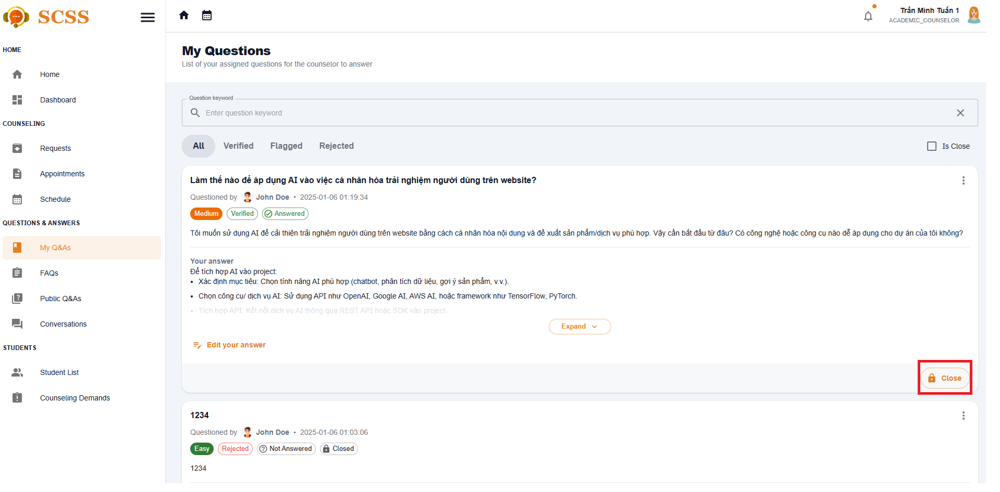 SCSS
Trần Minh Tuấn 1
ACADEMIC_COUNSELOR
HOME
Home
Dashboard
COUNSELING
Requests
Appointments
Schedule
QUESTIONS & ANSWERS
My Q&As
FAQs
Public Q&As
Conversations
STUDENTS
Student List
Counseling Demands
My Questions
List of your assigned questions for the counselor to answer
Question keyword
Enter question keyword
All Verified Flagged Rejected Is Close
Làm thế nào để áp dụng AI vào việc cá nhân hóa trải nghiệm người dùng trên website?
Questioned by John Doe • 2025-01-06 01:19:34
Medium Verified Answered
Tôi muốn sử dụng AI để cải thiện trải nghiệm người dùng trên website bằng cách cá nhân hóa nội dung và đề xuất sản phẩm/dịch vụ phù hợp. Vậy cần bắt đầu từ đâu? Có công nghệ hoặc công cụ nào dễ áp dụng cho dự án của tôi không?
Your answer
Để tích hợp AI vào project:
• Xác định mục tiêu: Chọn tính năng AI phù hợp (chatbot, phân tích dữ liệu, gợi ý sản phẩm, v.v.).
• Chọn công cụ/ dịch vụ AI: Sử dụng API như OpenAI, Google AI, AWS AI, hoặc framework như TensorFlow, PyTorch.
• Tích hợp API: Kết nối dịch vụ AI thông qua REST API hoặc SDK vào project.
Expand
Edit your answer
Close
1234
Questioned by John Doe • 2025-01-06 01:03:06
Easy Rejected Not Answered Closed
1234